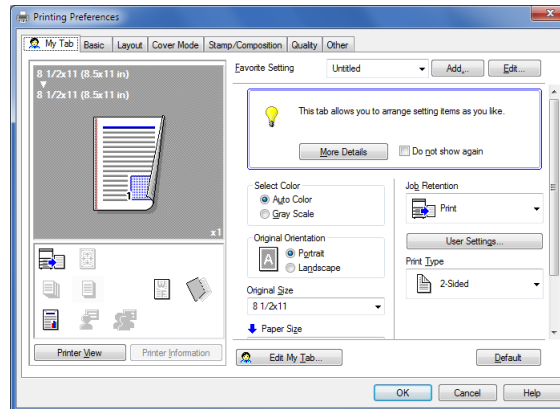 Printing Preferences
My Tab
Basic
Layout
Cover Mode
Stamp/Composition
Quality
Other
8 1/2x11 (8.5x11 in)
8 1/2x11 (8.5x11 in)
1
x1
Printer View
Printer Information
Favorite Setting
Untitled
Add...
Edit...
This tab allows you to arrange setting items as you like.
More Details
Do not show again
Select Color
Auto Color
Gray Scale
Original Orientation
A
Portrait
Landscape
Original Size
8 1/2x11
Paper Size
Job Retention
Print
User Settings...
Print Type
2-Sided
Edit My Tab...
Default
OK
Cancel
Help